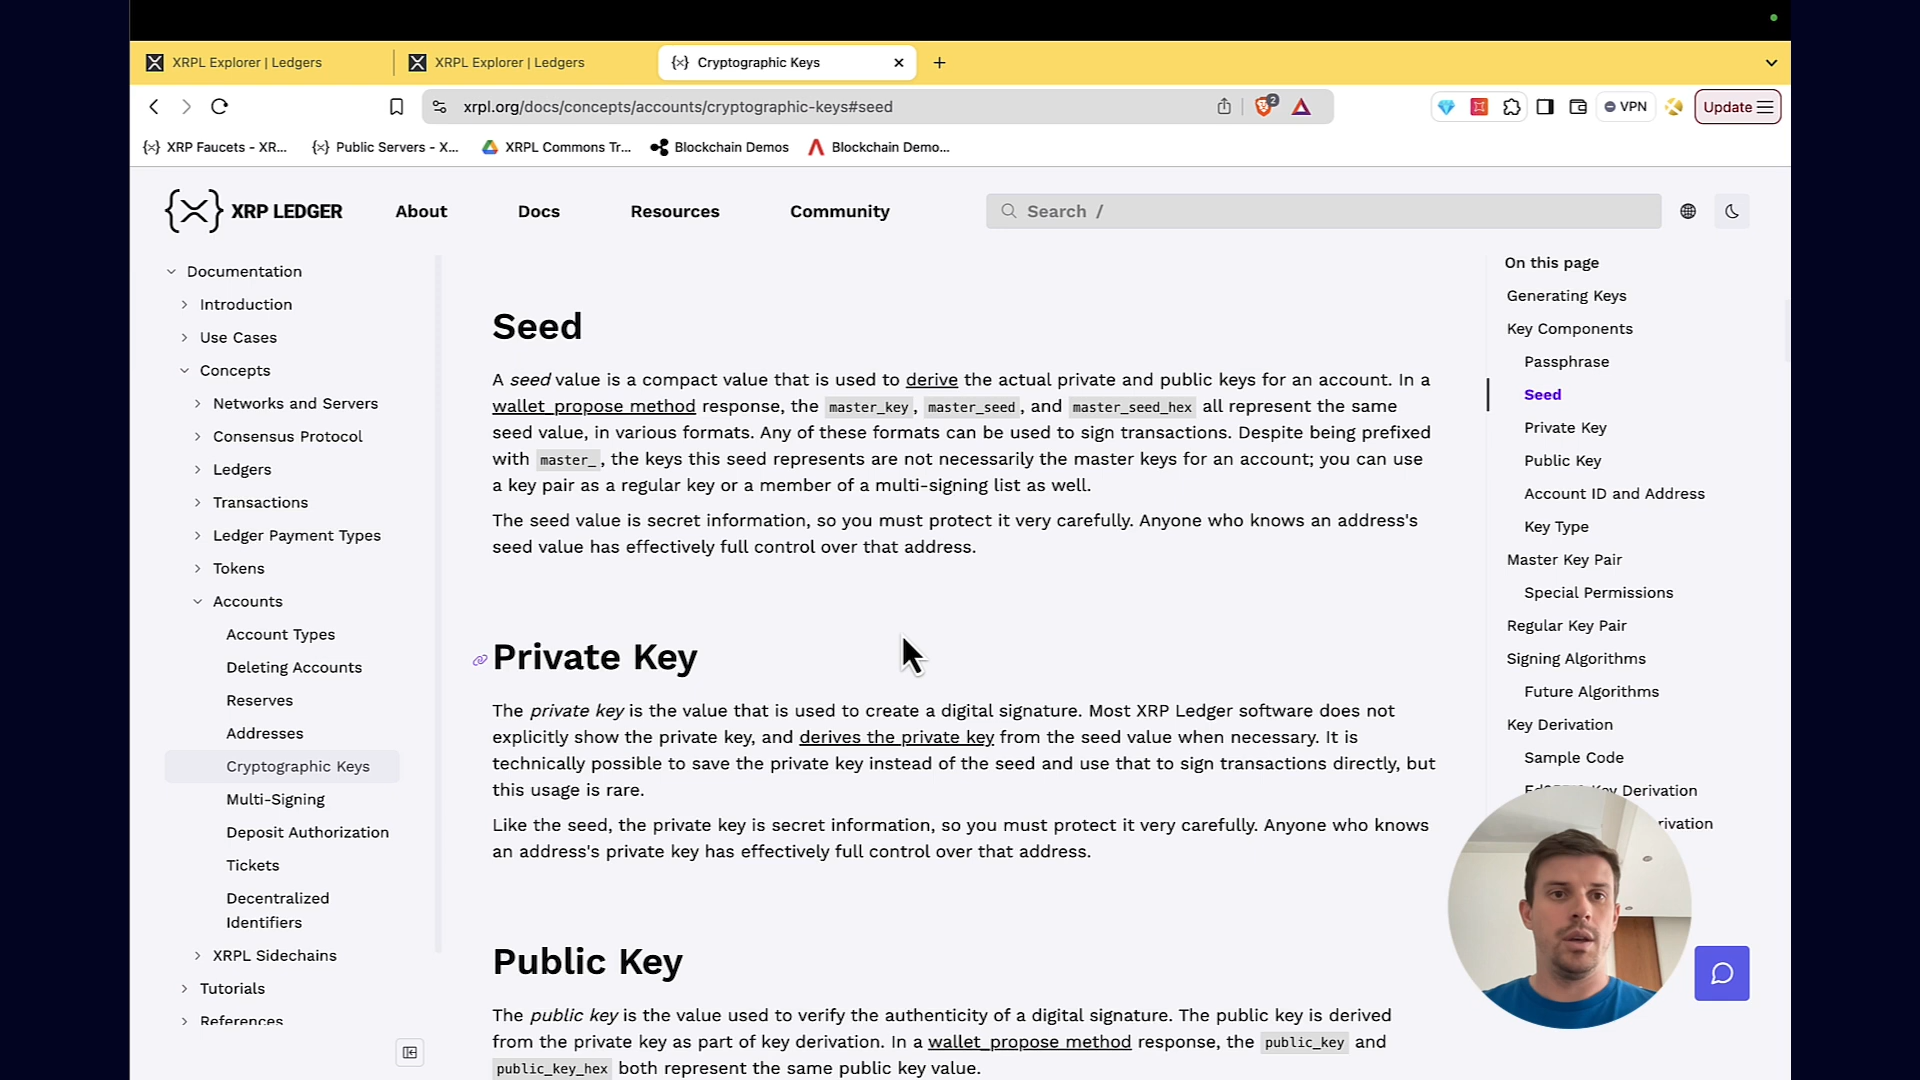 XRPL Explorer | Ledgers
XRPL Explorer | Ledgers
Cryptographic Keys
xrpl.org/docs/concepts/accounts/cryptographic-keys#seed
2
VPN
Update
XRP Faucets - XR...
Public Servers - X...
XRPL Commons Tr...
Blockchain Demos
Blockchain Demo...
XRP LEDGER
About
Docs
Resources
Community
Search /
Documentation
Introduction
Use Cases
Concepts
Networks and Servers
Consensus Protocol
Ledgers
Transactions
Ledger Payment Types
Tokens
Accounts
Account Types
Deleting Accounts
Reserves
Addresses
Cryptographic Keys
Multi-Signing
Deposit Authorization
Tickets
Decentralized
Identifiers
XRPL Sidechains
Tutorials
References
Seed
A seed value is a compact value that is used to derive the actual private and public keys for an account. In a
wallet_propose method response, the master_key, master_seed, and master_seed_hex all represent the same
seed value, in various formats. Any of these formats can be used to sign transactions. Despite being prefixed
with master_, the keys this seed represents are not necessarily the master keys for an account; you can use
a key pair as a regular key or a member of a multi-signing list as well.
The seed value is secret information, so you must protect it very carefully. Anyone who knows an address's
seed value has effectively full control over that address.
Private Key
The private key is the value that is used to create a digital signature. Most XRP Ledger software does not
explicitly show the private key, and derives the private key from the seed value when necessary. It is
technically possible to save the private key instead of the seed and use that to sign transactions directly, but
this usage is rare.
Like the seed, the private key is secret information, so you must protect it very carefully. Anyone who knows
an address's private key has effectively full control over that address.
Public Key
The public key is the value used to verify the authenticity of a digital signature. The public key is derived
from the private key as part of key derivation. In a wallet_propose method response, the public_key and
public_key_hex both represent the same public key value.
On this page
Generating Keys
Key Components
Passphrase
Seed
Private Key
Public Key
Account ID and Address
Key Type
Master Key Pair
Special Permissions
Regular Key Pair
Signing Algorithms
Future Algorithms
Key Derivation
Sample Code
Key Derivation
rivation